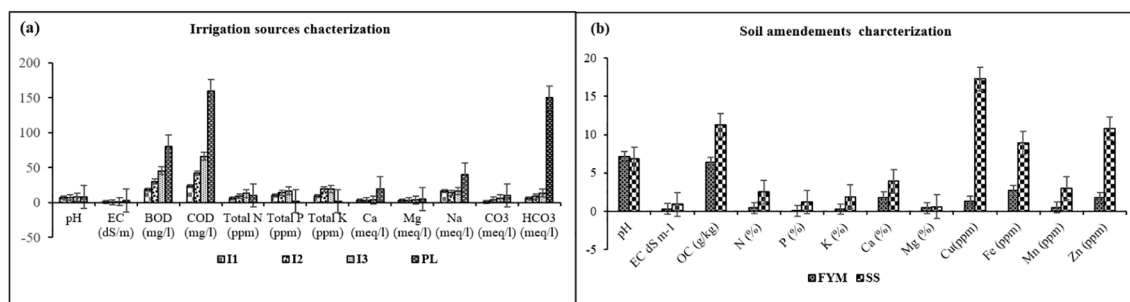 (a)
Irrigation sources chacterization
200
150
100
50
0
-50
pH EC BOD COD Total N Total P Total K Ca Mg Na CO3 HCO3
(dS/m) (mg/l) (mg/l) (ppm) (ppm) (ppm) (meq/l) (meq/l) (meq/l) (meq/l) (meq/l)
I1 I2 I3 PL
(b)
Soil amendements charcterization
20
15
10
5
0
-5
pH EC dS m-1 OC (g/kg) N (%) P (%) K (%) Ca (%) Mg (%) Cu(ppm) Fe (ppm) Mn (ppm) Zn (ppm)
FYM SS